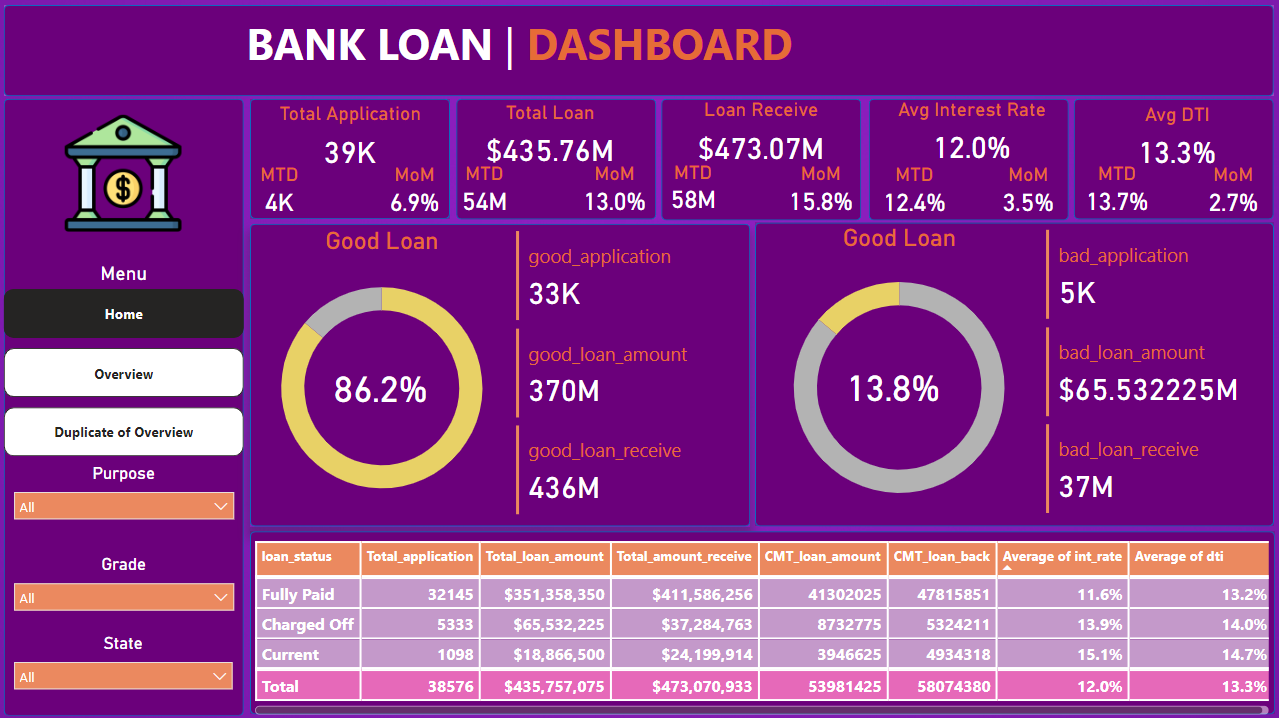 BANK LOAN | DASHBOARD
$
Menu
Home
Overview
Duplicate of Overview
Purpose
All
Grade
All
State
All
Total Application
39K
MTD MoM
4K 6.9%
Total Loan
$435.76M
MTD MoM
54M 13.0%
Loan Receive
$473.07M
MTD MoM
58M 15.8%
Avg Interest Rate
12.0%
MTD MoM
12.4% 3.5%
Avg DTI
13.3%
MTD MoM
13.7% 2.7%
Good Loan
86.2%
good_application
33K
good_loan_amount
370M
good_loan_receive
436M
Good Loan
13.8%
bad_application
5K
bad_loan_amount
$65.532225M
bad_loan_receive
37M
loan_status Total_application Total_loan_amount Total_amount_receive CMT_loan_amount CMT_loan_back Average of int_rate Average of dti
Fully Paid 32145 $351,358,350 $411,586,256 41302025 47815851 11.6% 13.2%
Charged Off 5333 $65,532,225 $37,284,763 8732775 5324211 13.9% 14.0%
Current 1098 $18,866,500 $24,199,914 3946625 4934318 15.1% 14.7%
Total 38576 $435,757,075 $473,070,933 53981425 58074380 12.0% 13.3%